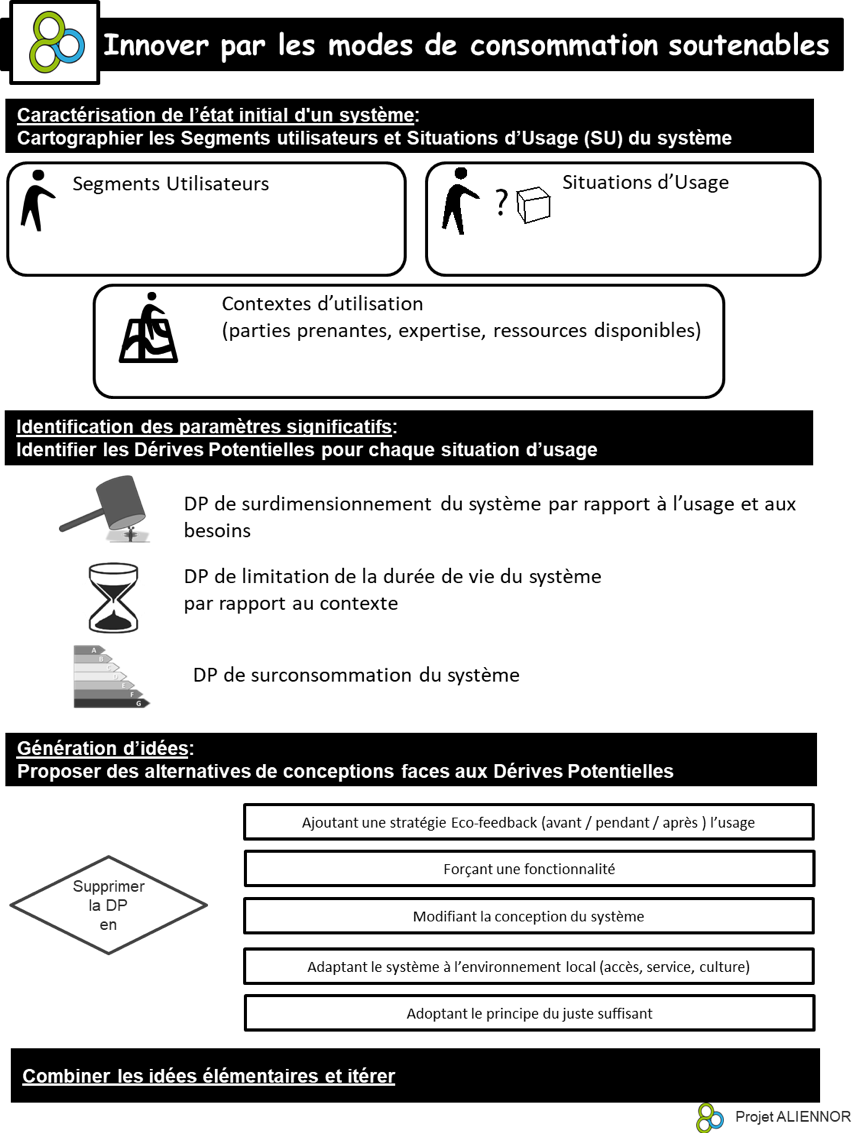 Innover par les modes de consommation soutenables
Caractérisation de l'état initial d'un système:
Cartographier les Segments utilisateurs et Situations d'Usage (SU) du système
Segments Utilisateurs
?
Situations d'Usage
Contextes d'utilisation
(parties prenantes, expertise, ressources disponibles)
Identification des paramètres significatifs:
Identifier les Dérives Potentielles pour chaque situation d'usage
DP de surdimensionnement du système par rapport à l'usage et aux
besoins
DP de limitation de la durée de vie du système
par rapport au contexte
A
B
C
D
E
F
G
DP de surconsommation du système
Génération d'idées:
Proposer des alternatives de conceptions faces aux Dérives Potentielles
Supprimer
la DP
en
Ajoutant une stratégie Eco-feedback (avant / pendant / après ) l'usage
Forçant une fonctionnalité
Modifiant la conception du système
Adaptant le système à l'environnement local (accès, service, culture)
Adoptant le principe du juste suffisant
Combiner les idées élémentaires et itérer
Projet ALIENNOR